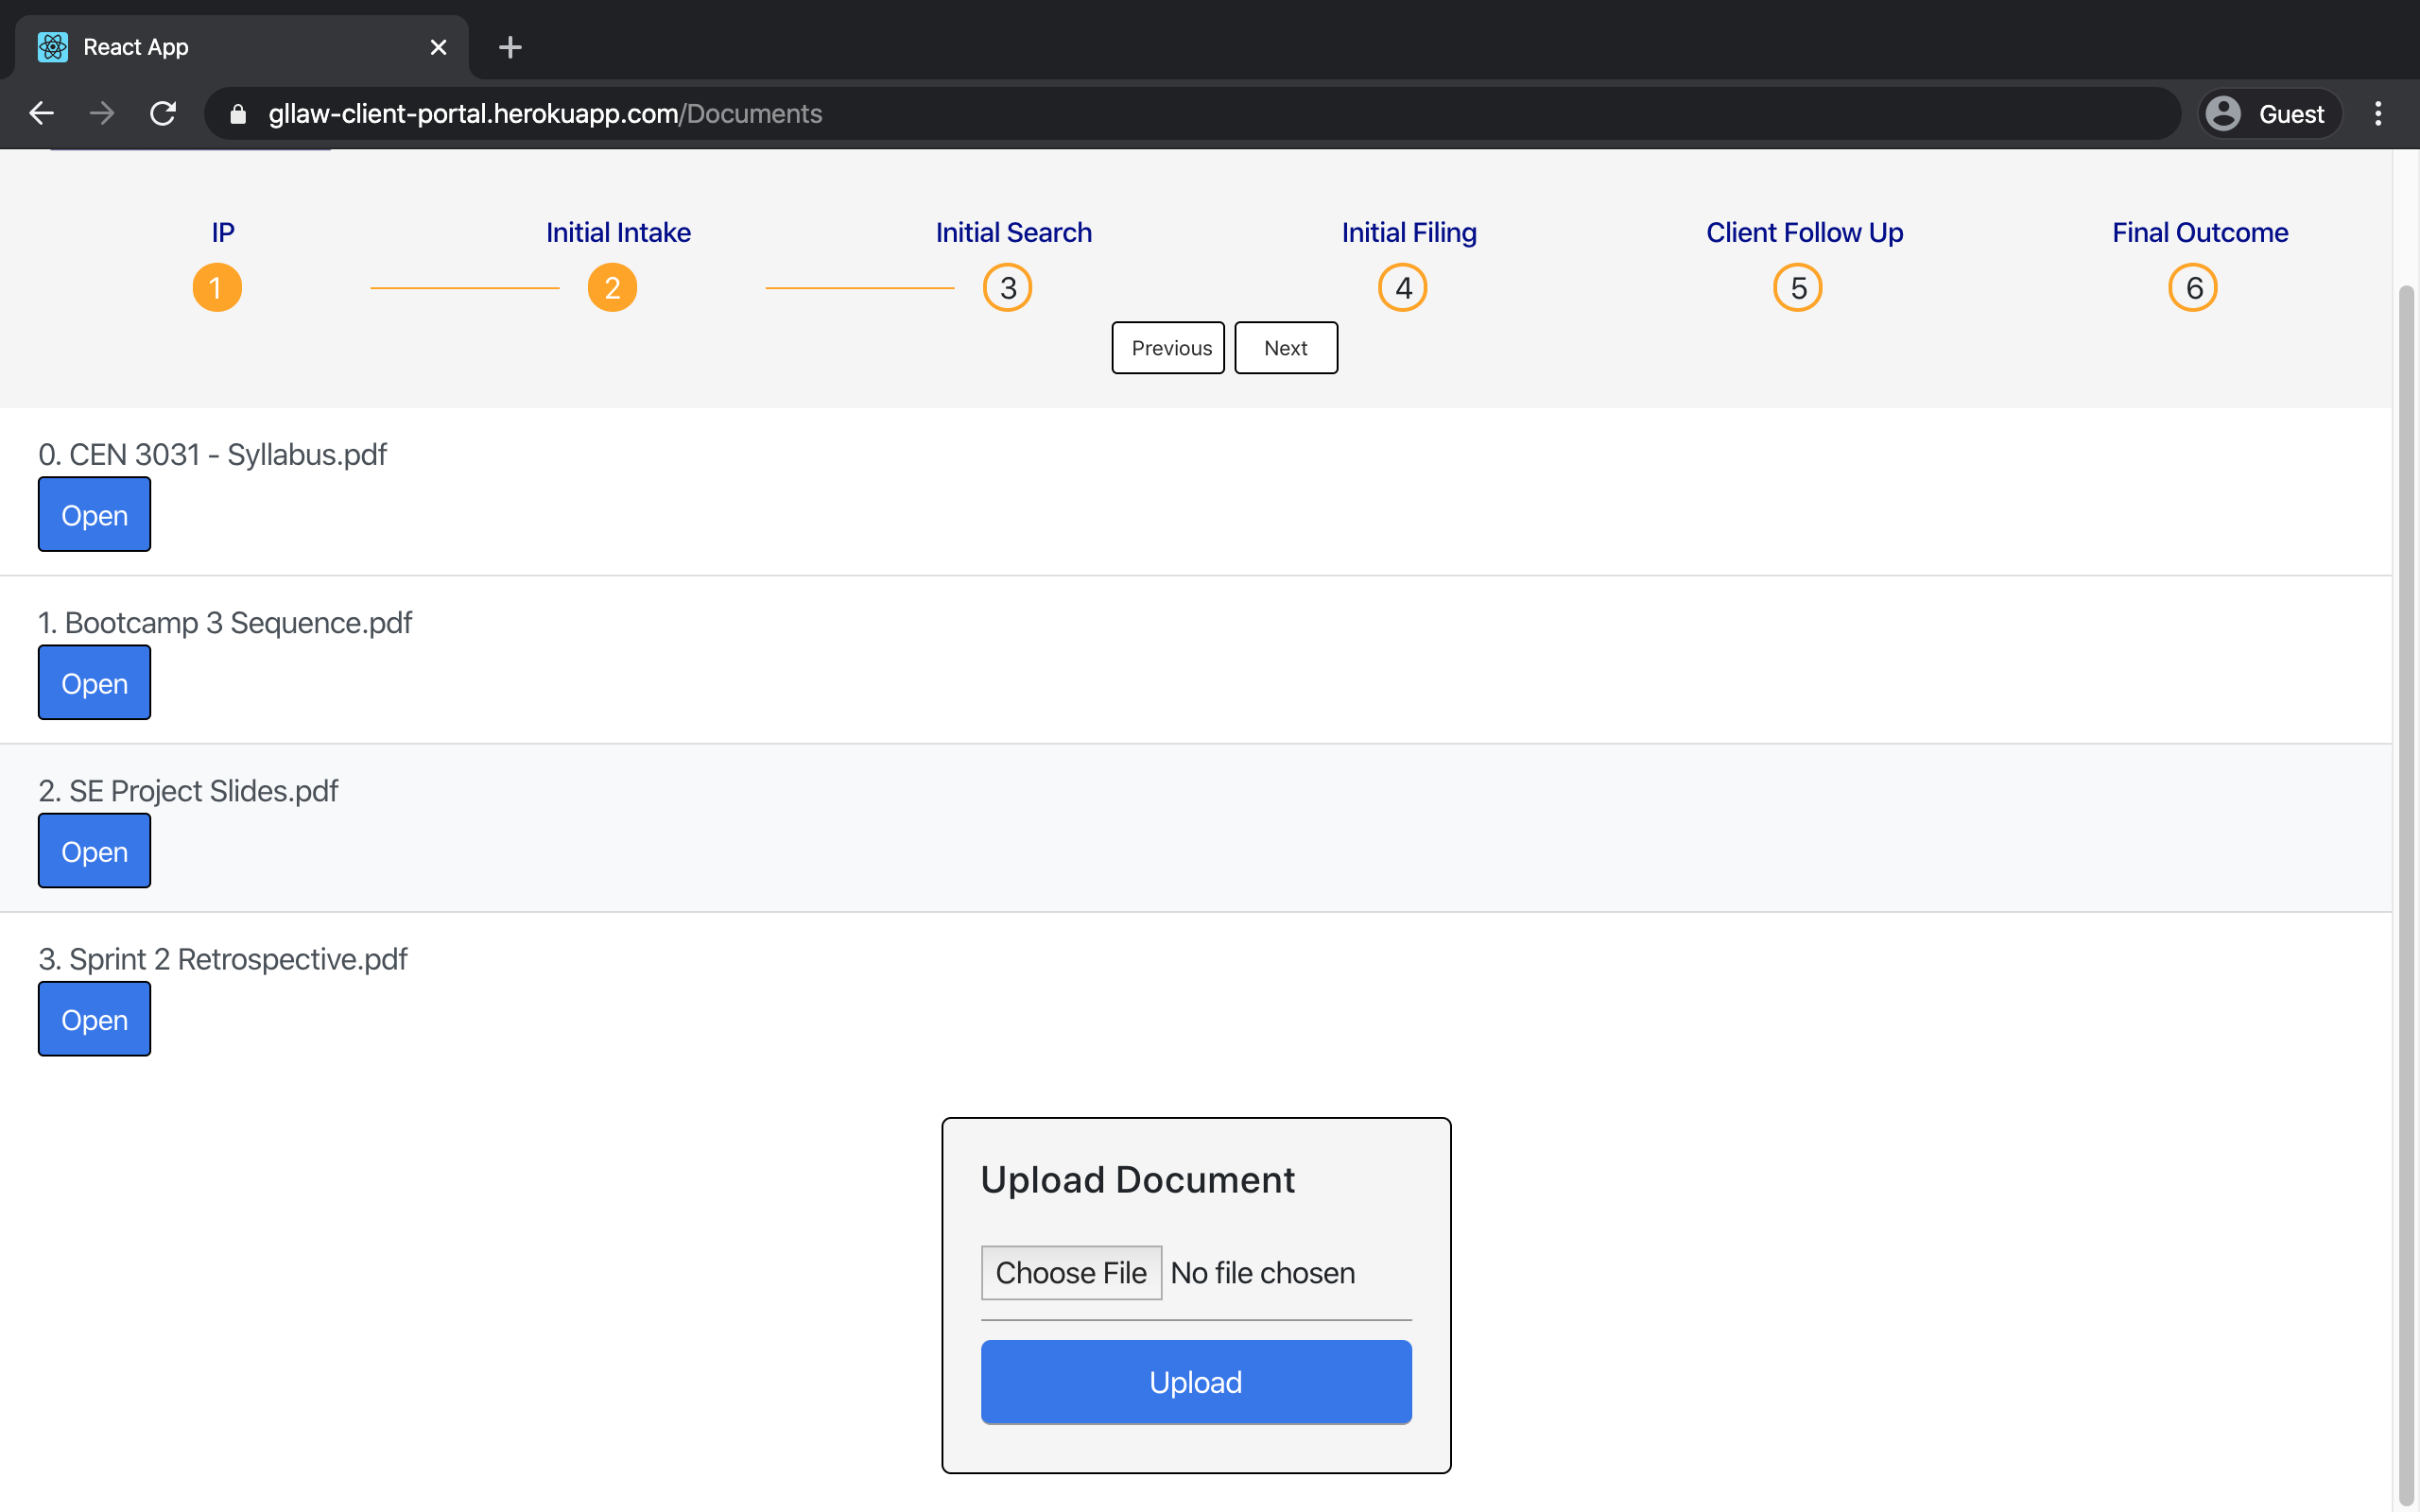 React App
gllaw-client-portal.herokuapp.com/Documents
Guest
IP Initial Intake Initial Search Initial Filing Client Follow Up Final Outcome
1 2 3 4 5 6
Previous Next
0. CEN 3031 - Syllabus.pdf
Open
1. Bootcamp 3 Sequence.pdf
Open
2. SE Project Slides.pdf
Open
3. Sprint 2 Retrospective.pdf
Open
Upload Document
Choose File No file chosen
Upload